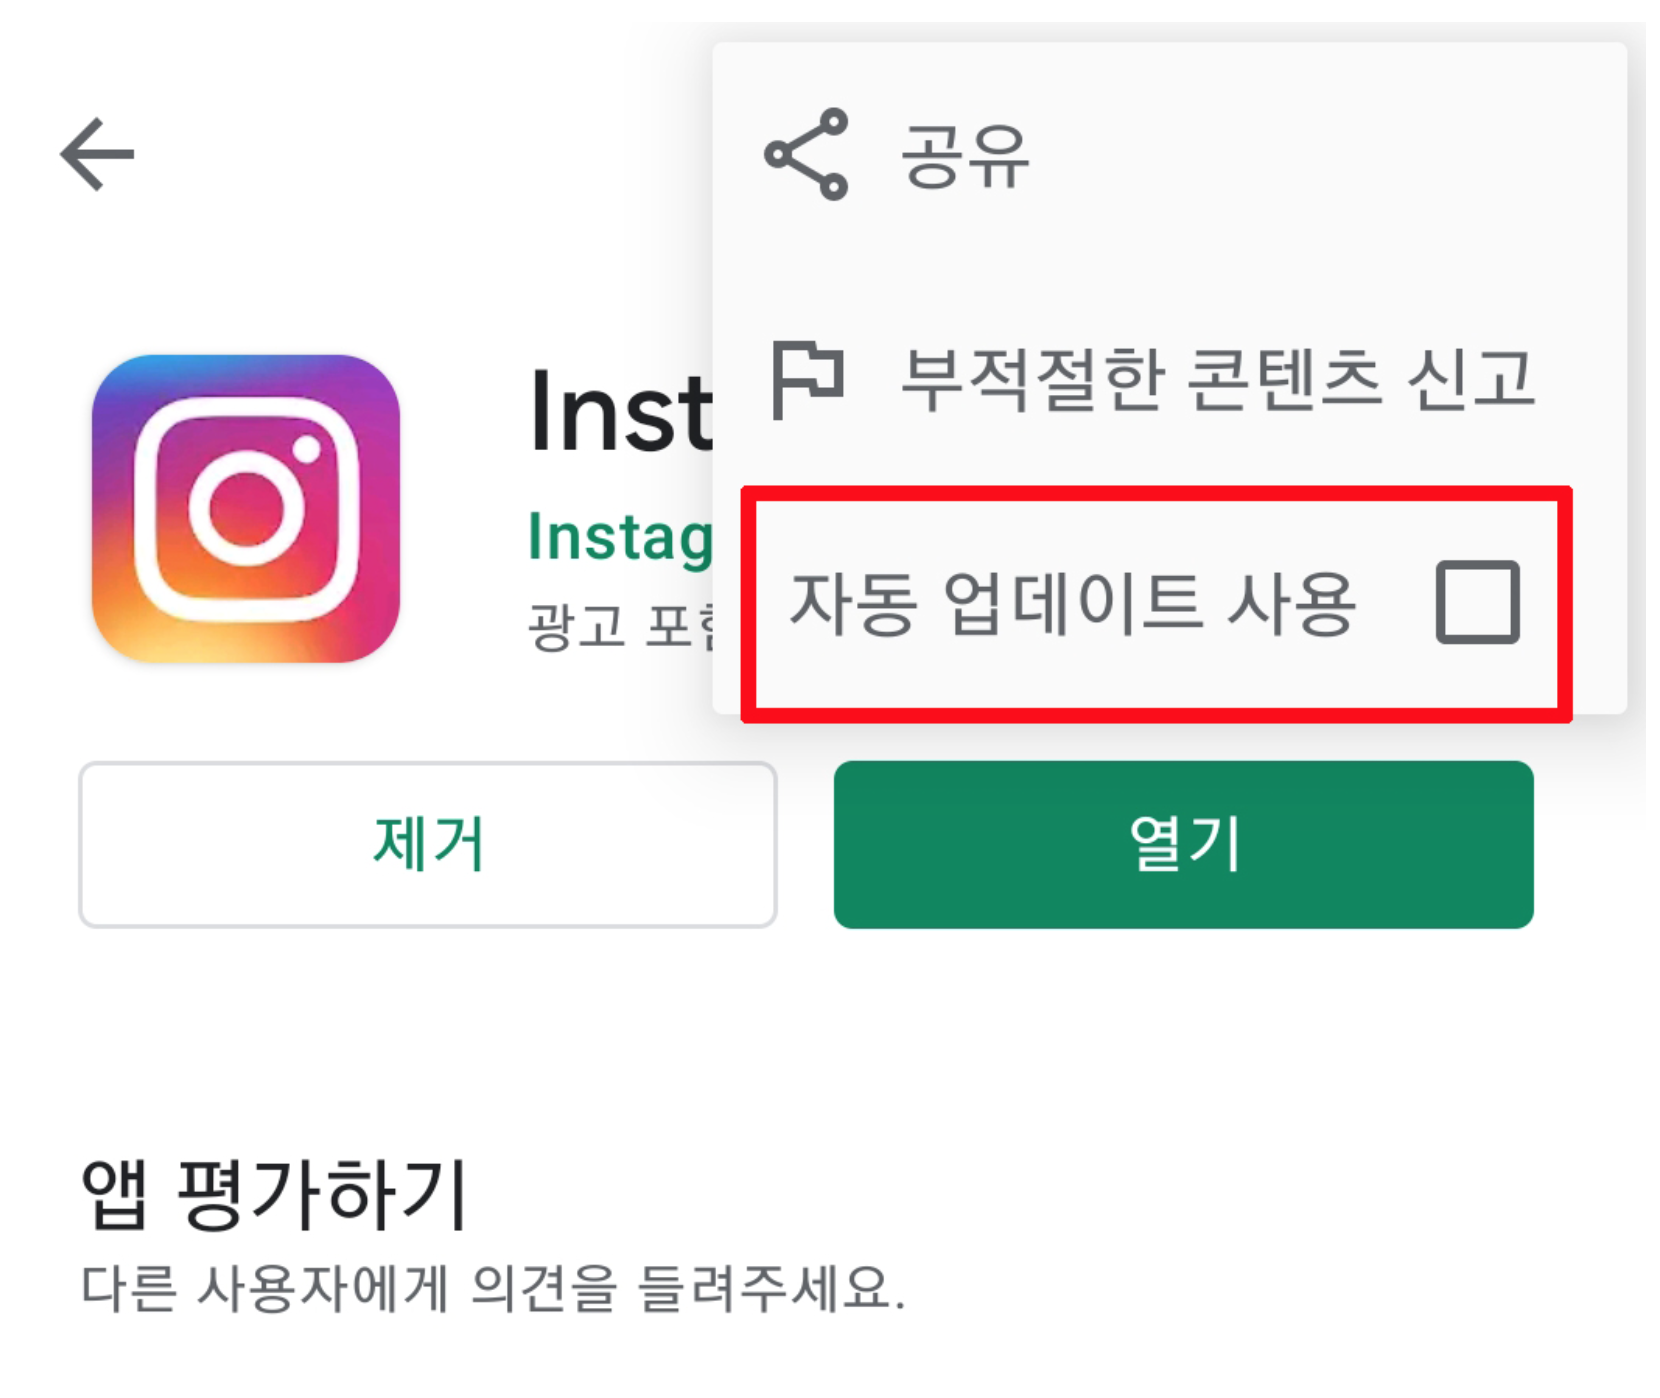 공유
부적절한 콘텐츠 신고
Inst
Instag
자동 업데이트 사용
광고
제거
열기
앱 평가하기
다른 사용자에게 의견을 들려주세요.